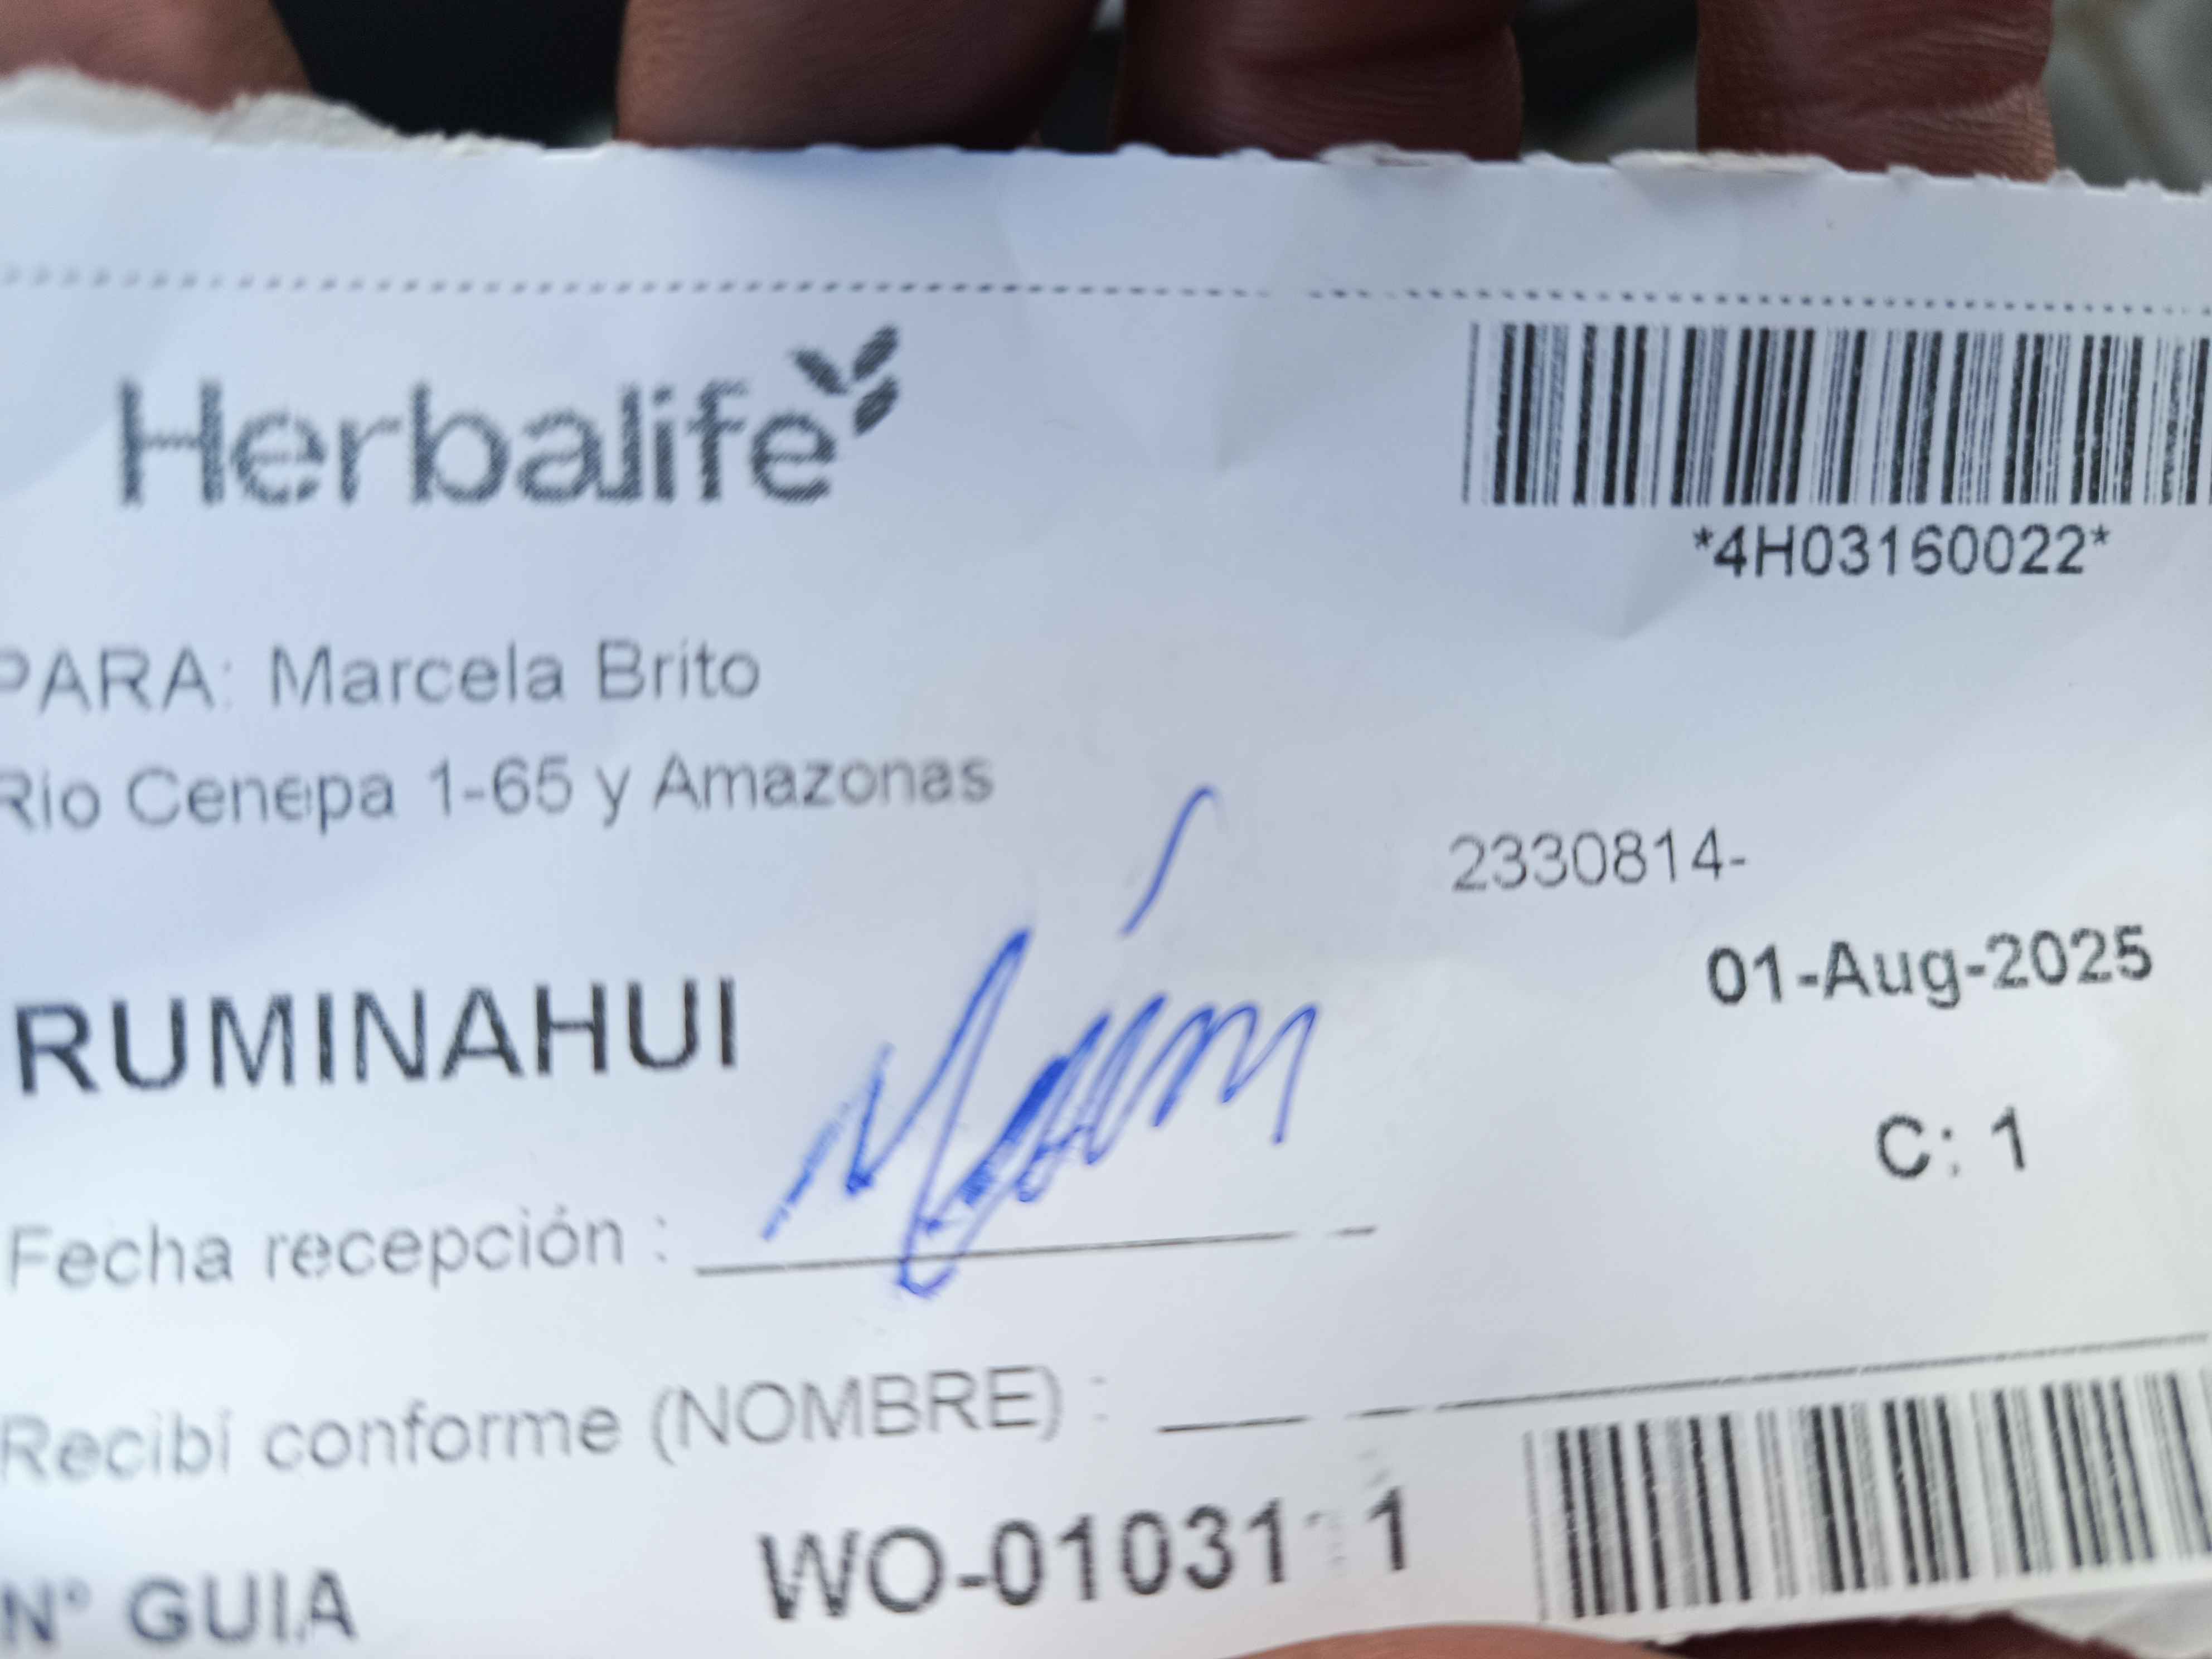 Herbalife
*4H03160022*
PARA: Marcela Brito
Rio Cenepa 1-65 y Amazonas
2330814-
01-Aug-2025
RUMINAHUI
C: 1
Fecha recepción :
Recibí conforme (NOMBRE) :
N° GUIA